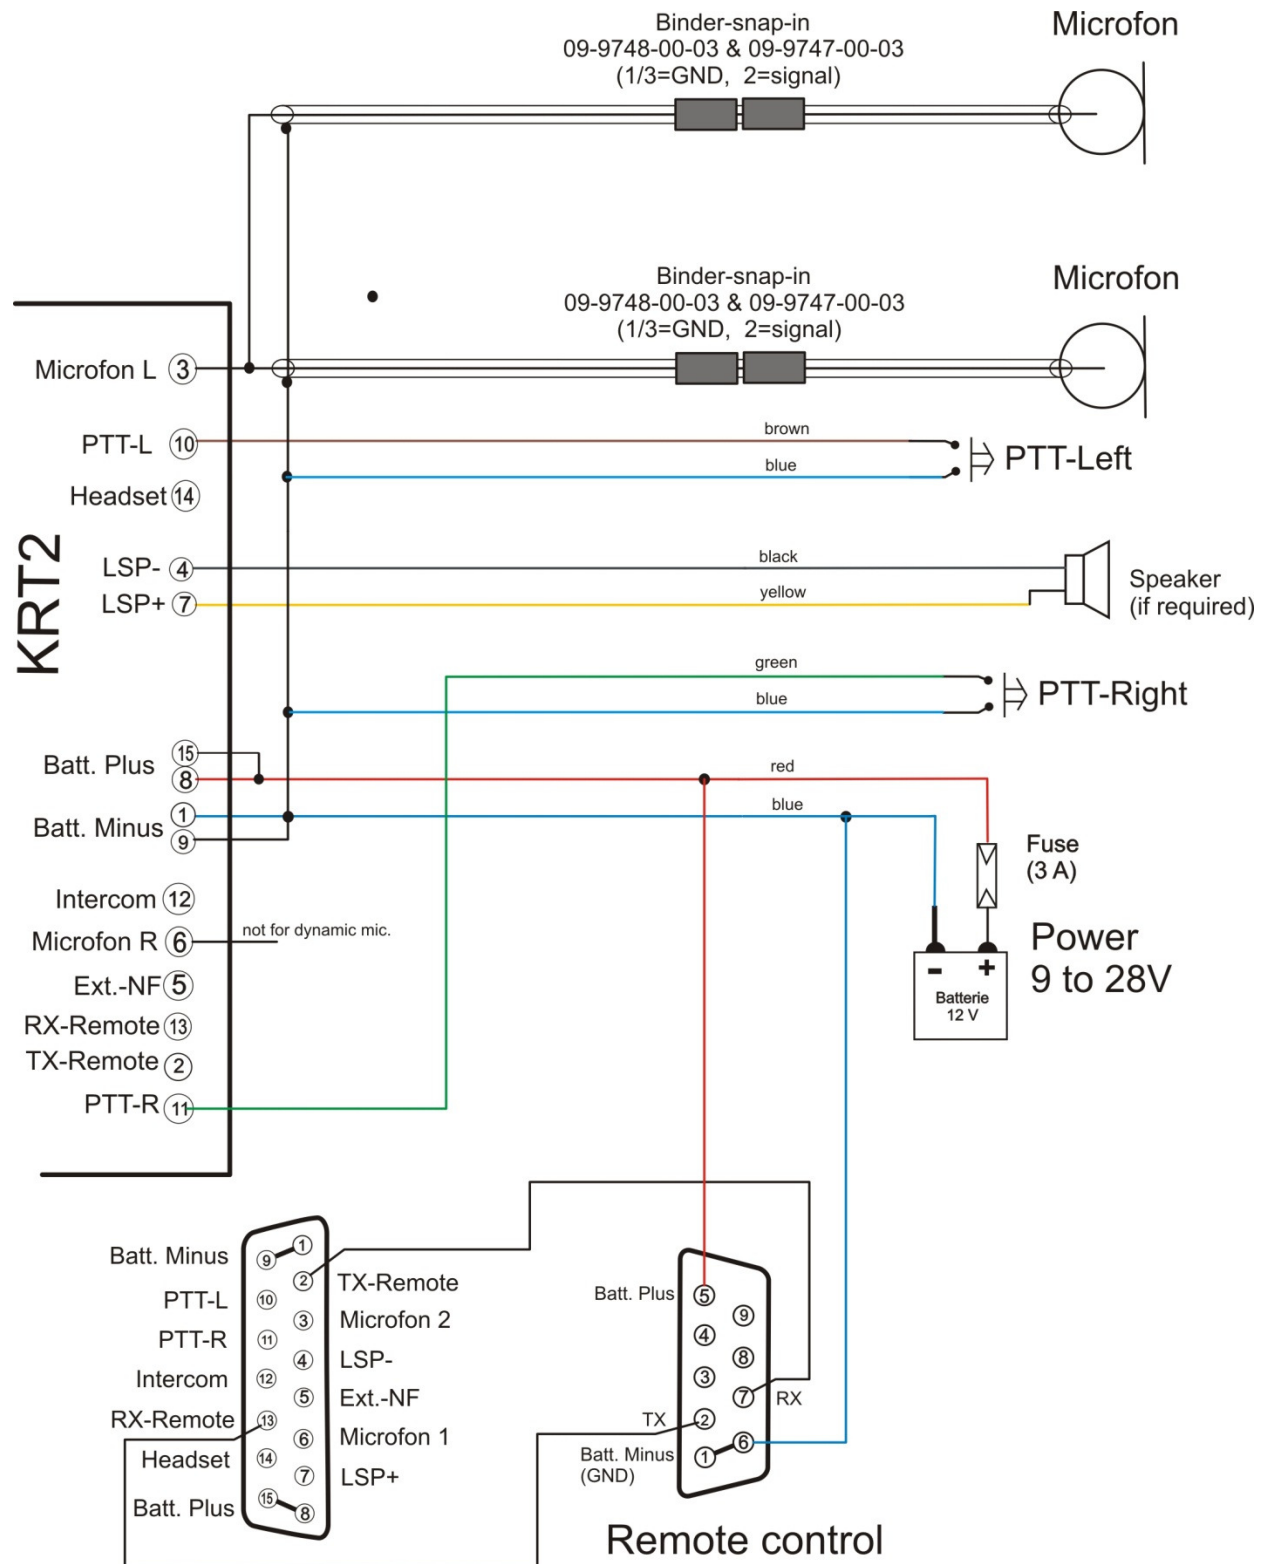 Binder-snap-in
09-9748-00-03 & 09-9747-00-03
(1/3=GND, 2=signal)
Microfon
Binder-snap-in
09-9748-00-03 & 09-9747-00-03
(1/3=GND, 2=signal)
Microfon
KRT2
Microfon L 3
PTT-L 10
brown
blue
PTT-Left
Headset 14
LSP- 4
black
LSP+ 7
yellow
Speaker
(if required)
green
blue
PTT-Right
Batt. Plus
15
8
red
Batt. Minus
1
9
blue
Fuse
(3 A)
Intercom 12
Microfon R 6
not for dynamic mic.
Power
9 to 28V
- +
Batterie
12 V
Ext.-NF 5
RX-Remote 13
TX-Remote 2
PTT-R 11
Batt. Minus
9
1
2
TX-Remote
PTT-L
10
3
Microfon 2
PTT-R
11
4
LSP-
Intercom
12
5
Ext.-NF
RX-Remote
13
6
Microfon 1
Headset
14
7
LSP+
Batt. Plus
15
8
Batt. Plus
5
9
4
8
3
7
RX
TX
2
6
Batt. Minus
(GND)
1
Remote control